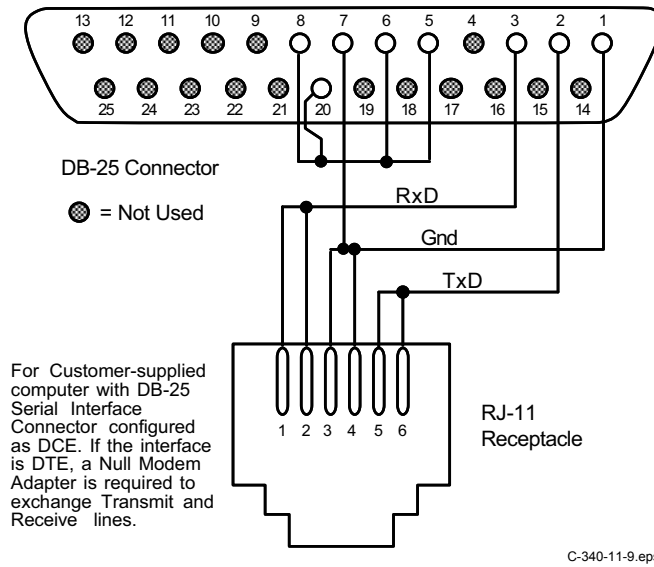 13 12 11 10 9 8 7 6 5 4 3 2 1
25 24 23 22 21 20 19 18 17 16 15 14
DB-25 Connector
= Not Used
RxD
Gnd
TxD
For Customer-supplied
computer with DB-25
Serial Interface
Connector configured
as DCE. If the interface
is DTE, a Null Modem
Adapter is required to
exchange Transmit and
Receive lines.
1 2 3 4 5 6
RJ-11
Receptacle
C-340-11-9.eps